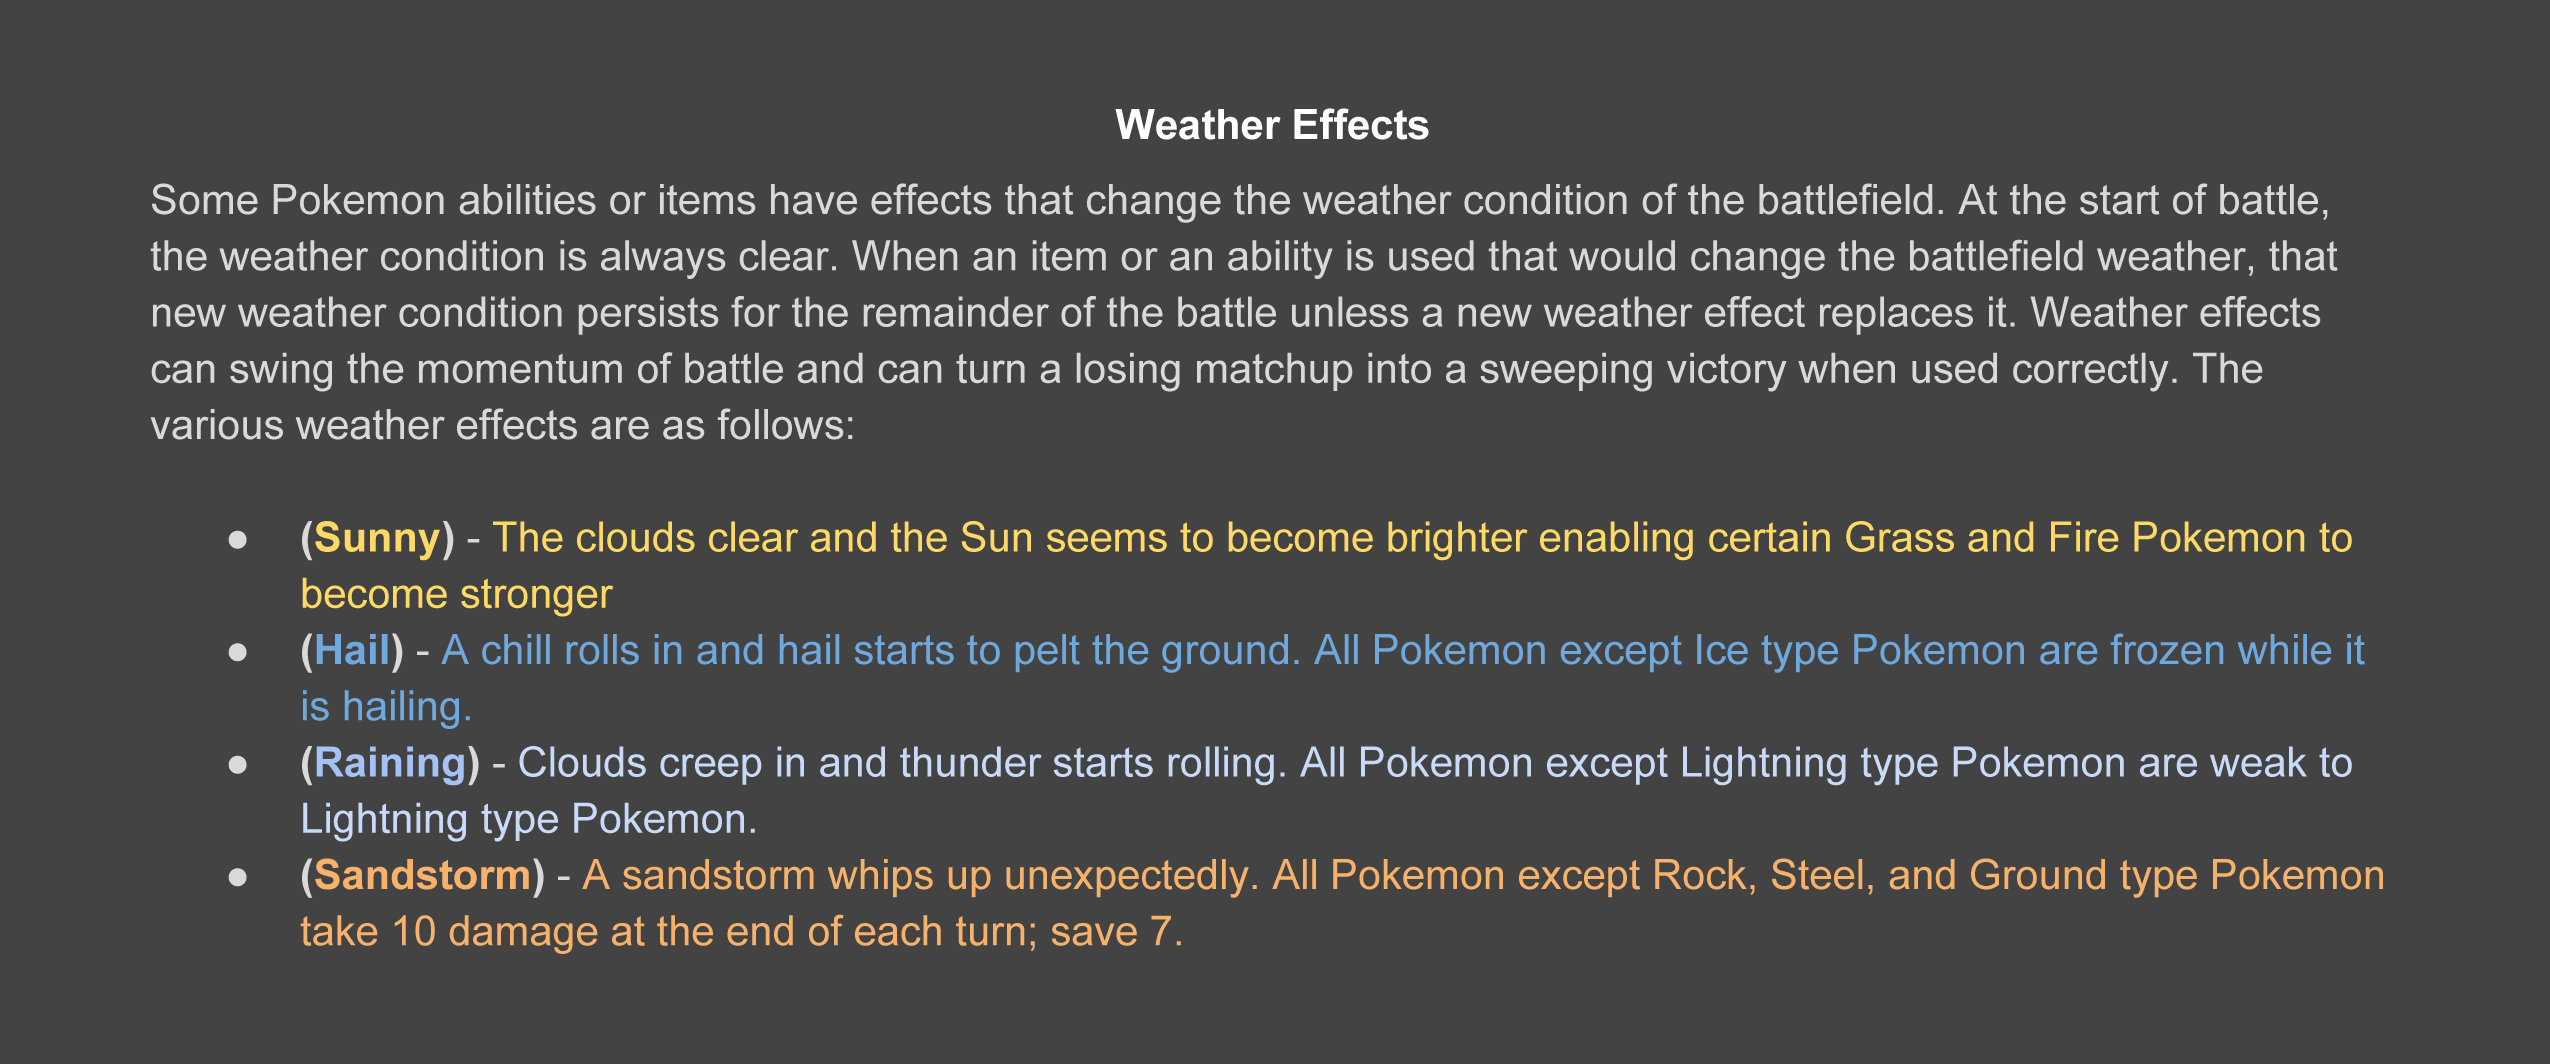 Weather Effects
Some Pokemon abilities or items have effects that change the weather condition of the battlefield. At the start of battle,
the weather condition is always clear. When an item or an ability is used that would change the battlefield weather, that
new weather condition persists for the remainder of the battle unless a new weather effect replaces it. Weather effects
can swing the momentum of battle and can turn a losing matchup into a sweeping victory when used correctly. The
various weather effects are as follows:
● (Sunny) - The clouds clear and the Sun seems to become brighter enabling certain Grass and Fire Pokemon to
become stronger
● (Hail) - A chill rolls in and hail starts to pelt the ground. All Pokemon except Ice type Pokemon are frozen while it
is hailing.
● (Raining) - Clouds creep in and thunder starts rolling. All Pokemon except Lightning type Pokemon are weak to
Lightning type Pokemon.
● (Sandstorm) - A sandstorm whips up unexpectedly. All Pokemon except Rock, Steel, and Ground type Pokemon
take 10 damage at the end of each turn; save 7.